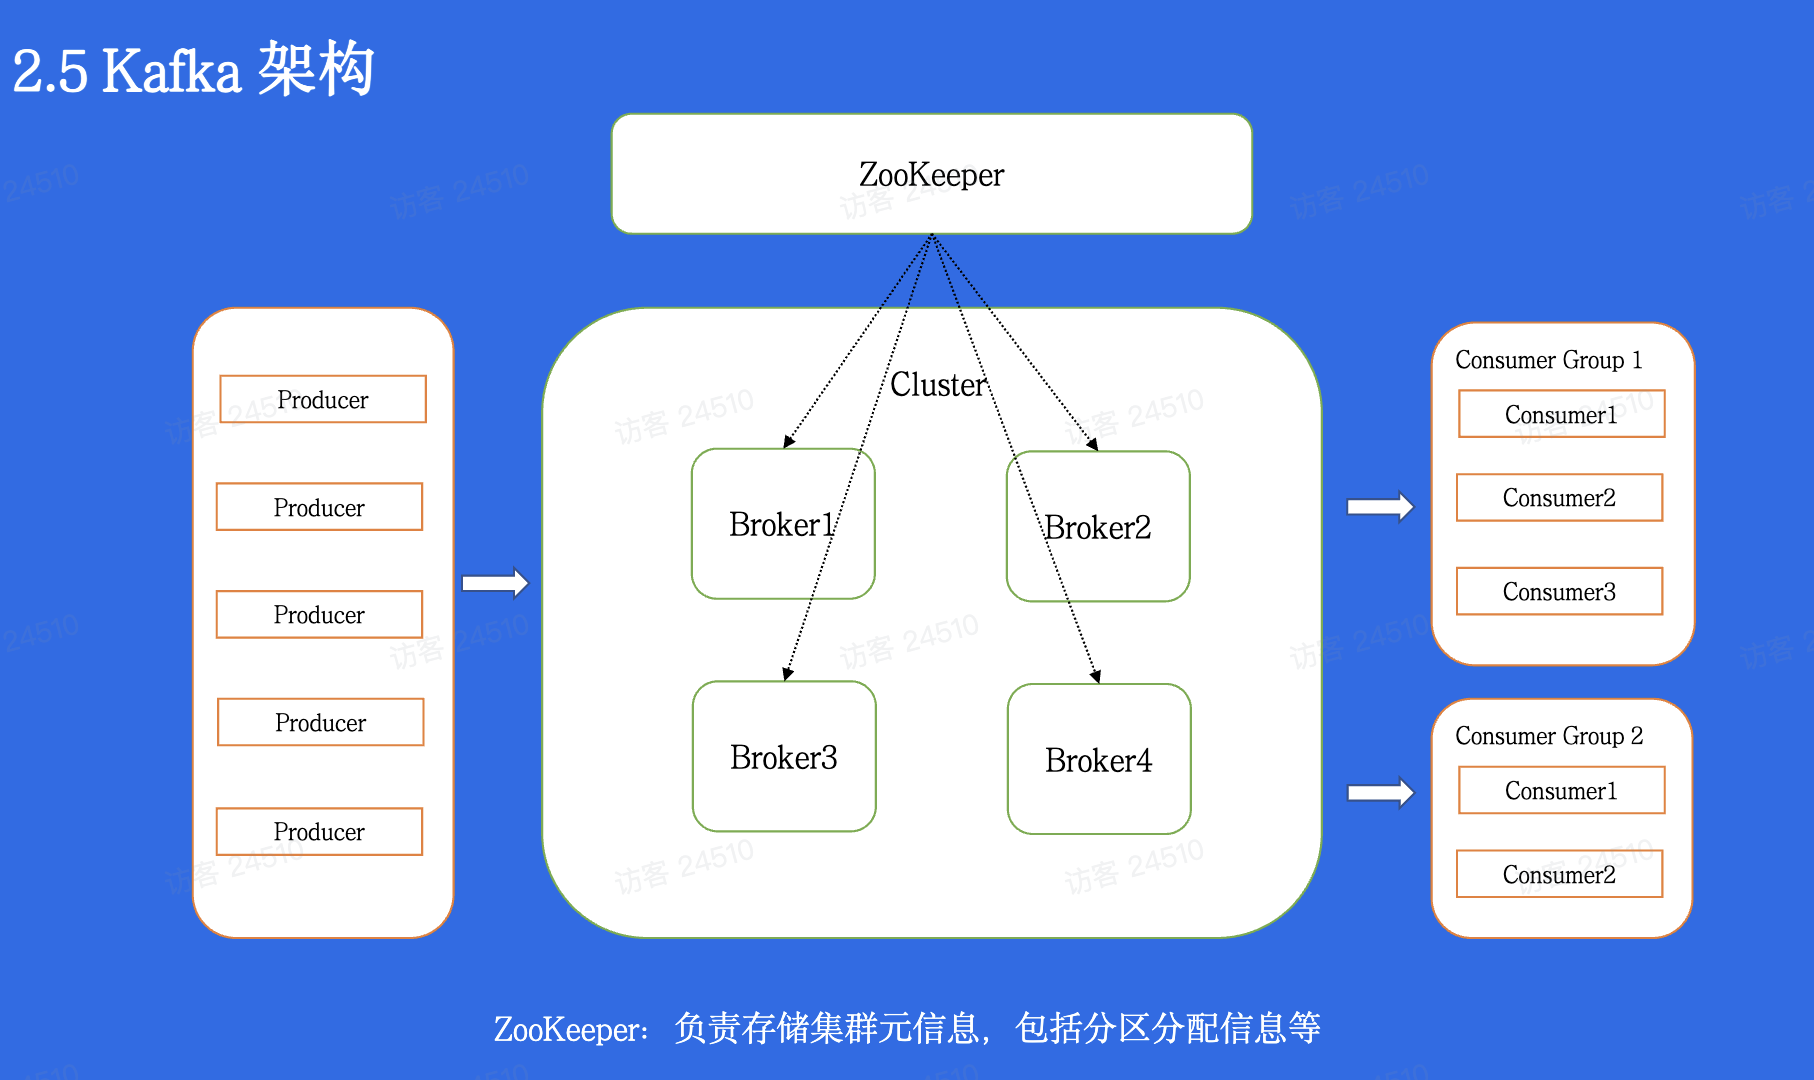 2.5 Kafka 架构
ZooKeeper
Cluster
Producer
Producer
Producer
Producer
Producer
Broker1
Broker2
Broker3
Broker4
Consumer Group 1
Consumer1
Consumer2
Consumer3
Consumer Group 2
Consumer1
Consumer2
ZooKeeper：负责存储集群元信息，包括分区分配信息等
访客 24510